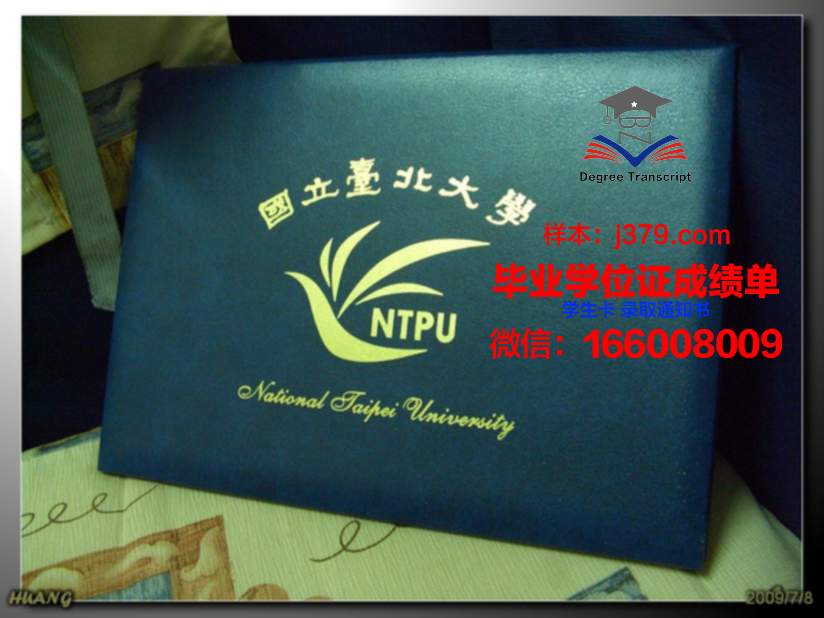 國立臺北大學
NTPU
National Taipei University
Degree Transcript
样本：j379.com
毕业学位证成绩单
学生卡 录取通知书
微信：166008009
HUANG
2009/7/8